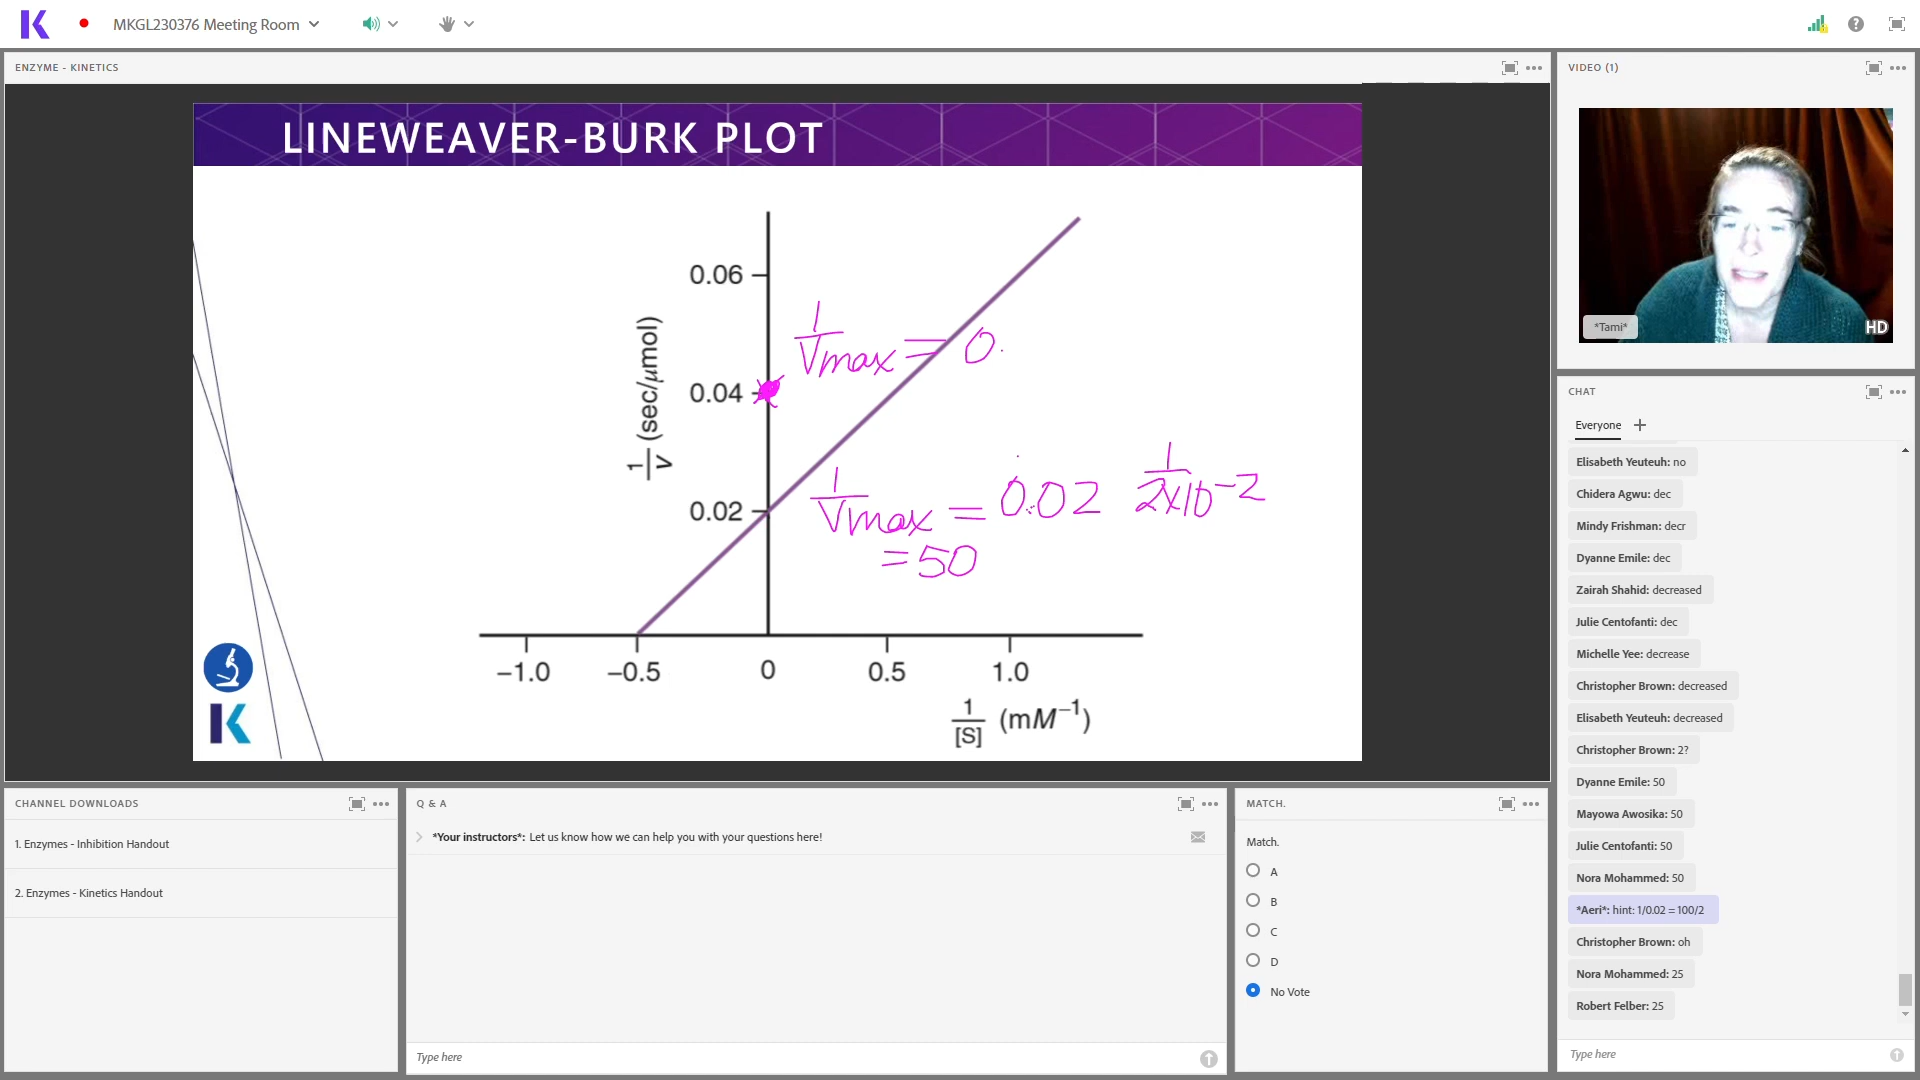 MKGL230376 Meeting Room
ENZYME - KINETICS
LINEWEAVER-BURK PLOT
0.06
0.04
0.02
1/v (sec/μmol)
1/Vmax = 0.
1/Vmax = 0.02 1/2x10^-2
= 50
−1.0 −0.5 0 0.5 1.0
1/[S] (mM^−1)
VIDEO (1)
*Tami*
HD
CHAT
Everyone
Elisabeth Yeuteuh: no
Chidera Agwu: dec
Mindy Frishman: decr
Dyanne Emile: dec
Zairah Shahid: decreased
Julie Centofanti: dec
Michelle Yee: decrease
Christopher Brown: decreased
Elisabeth Yeuteuh: decreased
Christopher Brown: 2?
Dyanne Emile: 50
Mayowa Awosika: 50
Julie Centofanti: 50
Nora Mohammed: 50
*Aeri*: hint: 1/0.02 = 100/2
Christopher Brown: oh
Nora Mohammed: 25
Robert Felber: 25
Type here
CHANNEL DOWNLOADS
1. Enzymes - Inhibition Handout
2. Enzymes - Kinetics Handout
Q & A
*Your instructors*: Let us know how we can help you with your questions here!
Type here
MATCH.
Match.
A
B
C
D
No Vote